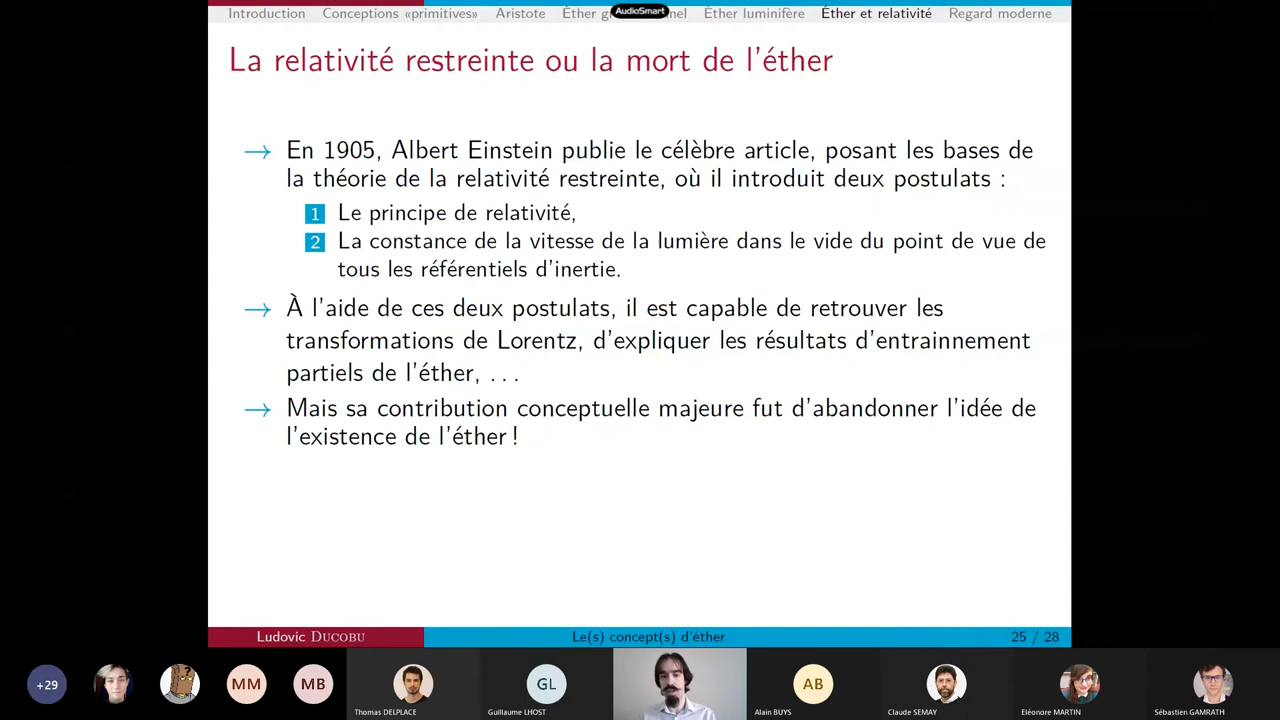 Introduction Conceptions «primitives» Aristote Éther g nel Éther luminifère Éther et relativité Regard moderne
AudioSmart
La relativité restreinte ou la mort de l'éther
→ En 1905, Albert Einstein publie le célèbre article, posant les bases de
la théorie de la relativité restreinte, où il introduit deux postulats :
1 Le principe de relativité,
2 La constance de la vitesse de la lumière dans le vide du point de vue de
tous les référentiels d'inertie.
→ À l'aide de ces deux postulats, il est capable de retrouver les
transformations de Lorentz, d'expliquer les résultats d'entrainnement
partiels de l'éther, ...
→ Mais sa contribution conceptuelle majeure fut d'abandonner l'idée de
l'existence de l'éther !
Ludovic Ducobu Le(s) concept(s) d'éther 25 / 28
+29 MM MB GL AB
Thomas DELPLACE Guillaume LHOST Alain BUYS Claude SEMAY Eléonore MARTIN Sébastien GAMRATH